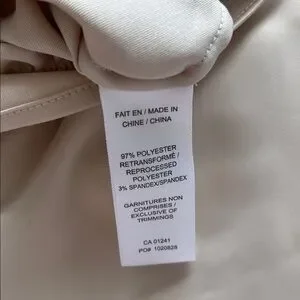 FAIT EN / MADE IN
CHINE / CHINA
97% POLYESTER
RETRANSFORMÉ /
REPROCESSED
POLYESTER
3% SPANDEX/SPANDEX
GARNITURES NON
COMPRISES /
EXCLUSIVE OF
TRIMMINGS
CA 01241
PO# 1020828